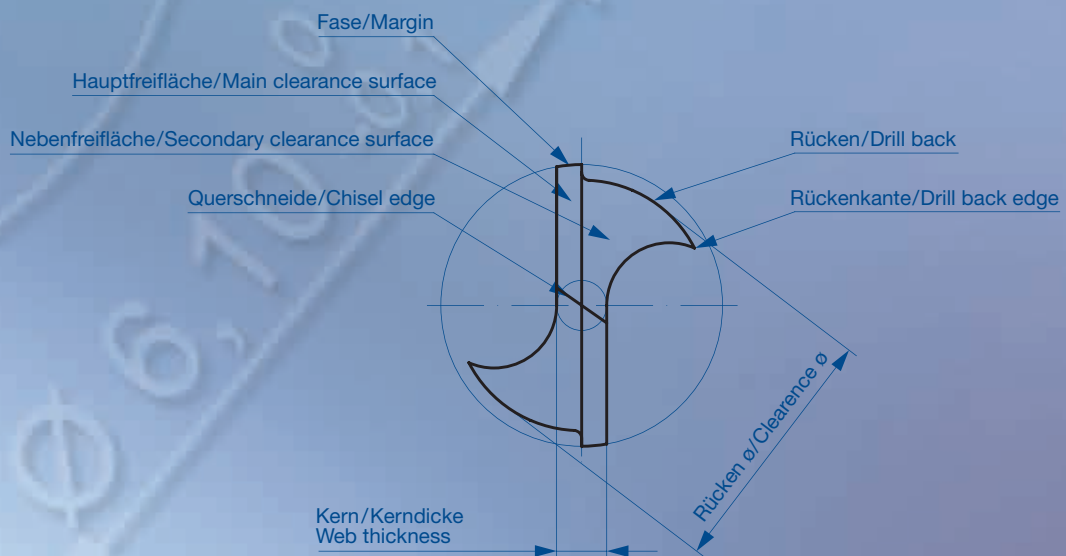 Fase/Margin
Hauptfreifläche/Main clearance surface
Nebenfreifläche/Secondary clearance surface
Querschneide/Chisel edge
Rücken/Drill back
Rückenkante/Drill back edge
Rücken ø/Clearence ø
Kern/Kerndicke
Web thickness